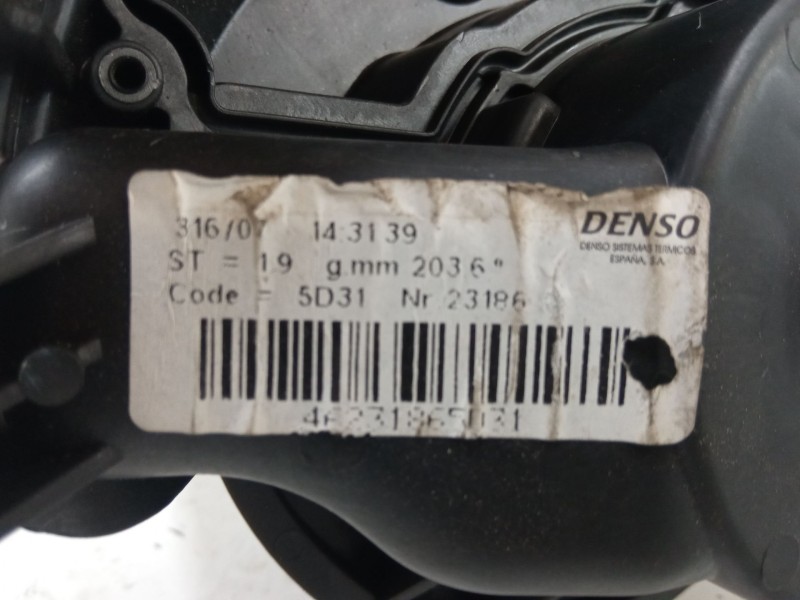 316/07 14:31 39
DENSO
DENSO SISTEMAS TERMICOS
ESPAÑA, S.A.
ST = 19 g.mm 203 6°
Code = 5D31 Nr 23186
46231865D31